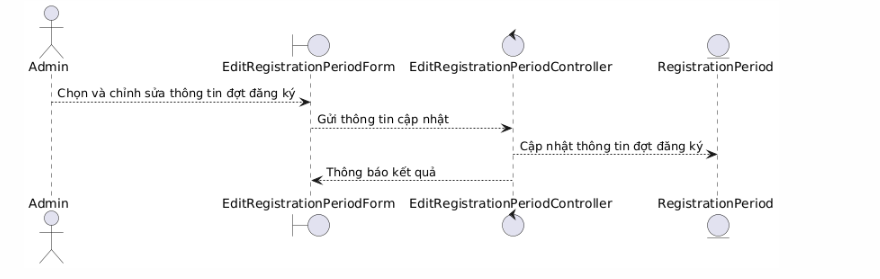 Admin
EditRegistrationPeriodForm
EditRegistrationPeriodController
RegistrationPeriod
Chọn và chỉnh sửa thông tin đợt đăng ký
Gửi thông tin cập nhật
Cập nhật thông tin đợt đăng ký
Thông báo kết quả
Admin
EditRegistrationPeriodForm
EditRegistrationPeriodController
RegistrationPeriod